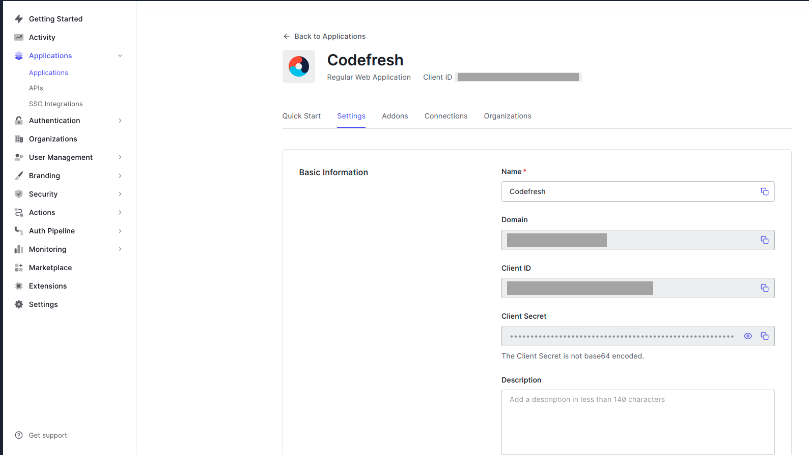 Getting Started
Activity
Applications
Applications
APIs
SSO Integrations
Authentication
Organizations
User Management
Branding
Security
Actions
Auth Pipeline
Monitoring
Marketplace
Extensions
Settings
Get support
Back to Applications
Codefresh
Regular Web Application Client ID
Quick Start Settings Addons Connections Organizations
Basic Information
Name *
Codefresh
Domain
Client ID
Client Secret
The Client Secret is not base64 encoded.
Description
Add a description in less than 140 characters